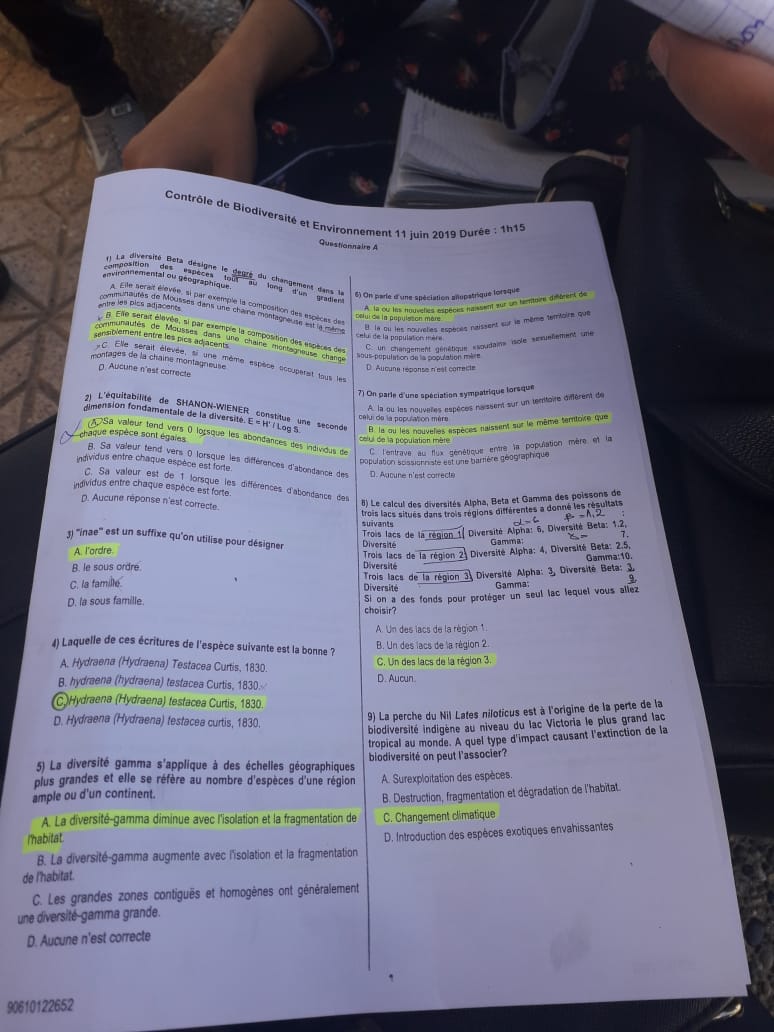 Contrôle de Biodiversité et Environnement 11 juin 2019 Durée : 1h15
Questionnaire A
1) La diversité Beta désigne le degré du changement dans la
composition des espèces tout au long d'un gradient
environnemental ou géographique.
A. Elle serait élevée, si par exemple la composition des espèces des
communautés de Mousses dans une chaine montagneuse est la même
entre les pics adjacents.
B. Elle serait élevée, si par exemple la composition des espèces des
communautés de Mousses dans une chaine montagneuse change
sensiblement entre les pics adjacents.
C. Elle serait élevée, si une même espèce occuperait tous les
montages de la chaine montagneuse.
D. Aucune n'est correcte
2) L'équitabilité de SHANON-WIENER constitue une seconde
dimension fondamentale de la diversité. E = H' / Log S.
A. Sa valeur tend vers 0 lorsque les abondances des individus de
chaque espèce sont égales.
B. Sa valeur tend vers 0 lorsque les différences d'abondance des
individus entre chaque espèce est forte.
C. Sa valeur est de 1 lorsque les différences d'abondance des
individus entre chaque espèce est forte.
D. Aucune réponse n'est correcte.
3) "inae" est un suffixe qu'on utilise pour désigner
A. l'ordre.
B. le sous ordre.
C. la famille.
D. la sous famille.
4) Laquelle de ces écritures de l'espèce suivante est la bonne ?
A. Hydraena (Hydraena) Testacea Curtis, 1830.
B. hydraena (hydraena) testacea Curtis, 1830.
C. Hydraena (Hydraena) testacea Curtis, 1830.
D. Hydraena (Hydraena) testacea curtis, 1830.
5) La diversité gamma s'applique à des échelles géographiques
plus grandes et elle se réfère au nombre d'espèces d'une région
ample ou d'un continent.
A. La diversité-gamma diminue avec l'isolation et la fragmentation de
l'habitat.
B. La diversité-gamma augmente avec l'isolation et la fragmentation
de l'habitat.
C. Les grandes zones contiguës et homogènes ont généralement
une diversité-gamma grande.
D. Aucune n'est correcte
90610122652
6) On parle d'une spéciation allopatrique lorsque
A. la ou les nouvelles espèces naissent sur un territoire différent de
celui de la population mère.
B. la ou les nouvelles espèces naissent sur le même territoire que
celui de la population mère.
C. un changement génétique soudains isole sexuellement une
sous-population de la population mère.
D. Aucune réponse n'est correcte
7) On parle d'une spéciation sympatrique lorsque
A. la ou les nouvelles espèces naissent sur un territoire différent de
celui de la population mère
B. la ou les nouvelles espèces naissent sur le même territoire que
celui de la population mère
C. l'entrave au flux génétique entre la population mère et la
population scissionniste est une barrière géographique
D. Aucune réponse n'est correcte
8) Le calcul des diversités Alpha, Beta et Gamma des poissons de
trois lacs situés dans trois régions différentes a donné les résultats
suivants :
α=6 β=1,2
Trois lacs de la région 1, Diversité Alpha: 6, Diversité Beta: 1.2,
Diversité Gamma: 7.
Trois lacs de la région 2, Diversité Alpha: 4, Diversité Beta: 2.5,
Diversité Gamma:10.
Trois lacs de la région 3, Diversité Alpha: 3, Diversité Beta: 3,
Diversité Gamma: 9.
Si on a des fonds pour protéger un seul lac lequel vous allez
choisir?
A. Un des lacs de la région 1.
B. Un des lacs de la région 2.
C. Un des lacs de la région 3.
D. Aucun.
9) La perche du Nil Lates niloticus est à l'origine de la perte de la
biodiversité indigène au niveau du lac Victoria le plus grand lac
tropical au monde. A quel type d'impact causant l'extinction de la
biodiversité on peut l'associer?
A. Surexploitation des espèces.
B. Destruction, fragmentation et dégradation de l'habitat.
C. Changement climatique
D. Introduction des espèces exotiques envahissantes